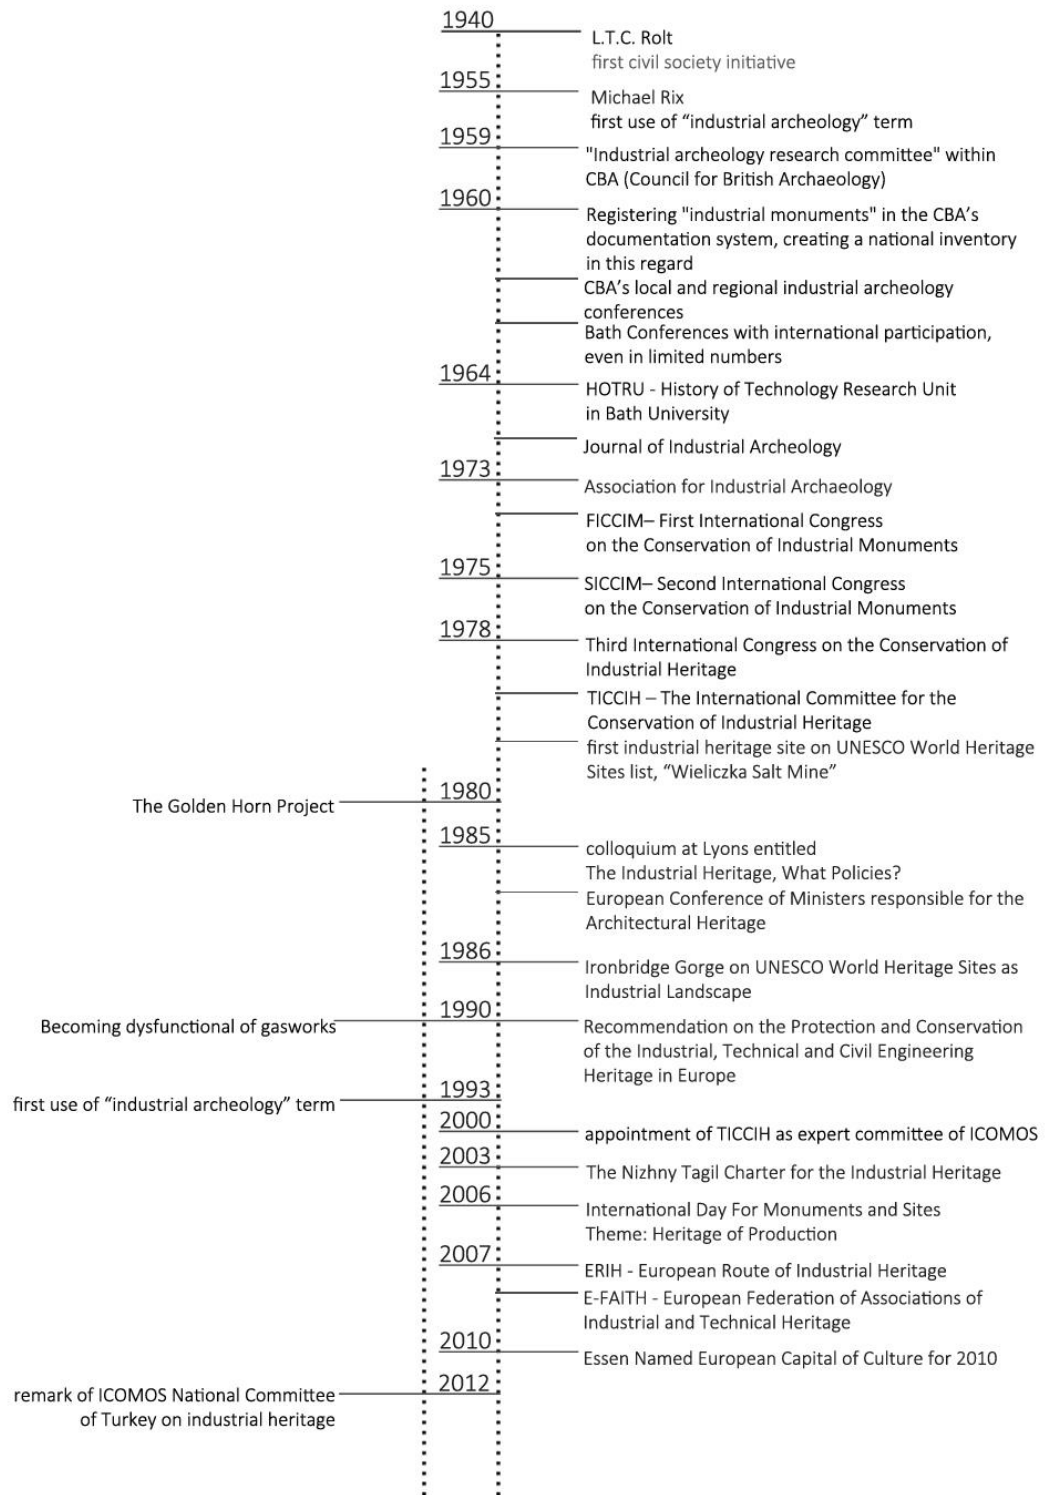 1940
L.T.C. Rolt
first civil society initiative
1955
Michael Rix
first use of “industrial archeology” term
1959
"Industrial archeology research committee" within
CBA (Council for British Archaeology)
1960
Registering "industrial monuments" in the CBA’s
documentation system, creating a national inventory
in this regard
CBA’s local and regional industrial archeology
conferences
Bath Conferences with international participation,
even in limited numbers
1964
HOTRU - History of Technology Research Unit
in Bath University
Journal of Industrial Archeology
1973
Association for Industrial Archaeology
FICCIM– First International Congress
on the Conservation of Industrial Monuments
1975
SICCIM– Second International Congress
on the Conservation of Industrial Monuments
1978
Third International Congress on the Conservation of
Industrial Heritage
TICCIH – The International Committee for the
Conservation of Industrial Heritage
first industrial heritage site on UNESCO World Heritage
Sites list, “Wieliczka Salt Mine”
1980
The Golden Horn Project
1985
colloquium at Lyons entitled
The Industrial Heritage, What Policies?
European Conference of Ministers responsible for the
Architectural Heritage
1986
Ironbridge Gorge on UNESCO World Heritage Sites as
Industrial Landscape
1990
Becoming dysfunctional of gasworks
Recommendation on the Protection and Conservation
of the Industrial, Technical and Civil Engineering
Heritage in Europe
1993
first use of “industrial archeology” term
2000
appointment of TICCIH as expert committee of ICOMOS
2003
The Nizhny Tagil Charter for the Industrial Heritage
2006
International Day For Monuments and Sites
Theme: Heritage of Production
2007
ERIH - European Route of Industrial Heritage
E-FAITH - European Federation of Associations of
Industrial and Technical Heritage
2010
Essen Named European Capital of Culture for 2010
2012
remark of ICOMOS National Committee
of Turkey on industrial heritage